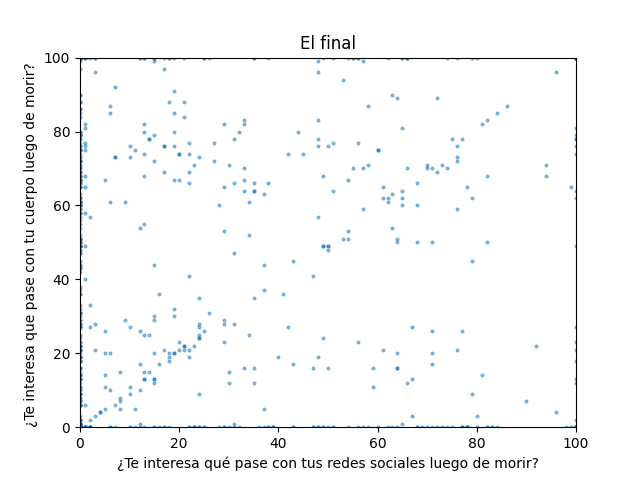 El final
100
80
60
40
20
0
¿Te interesa que pase con tu cuerpo luego de morir?
0 20 40 60 80 100
¿Te interesa qué pase con tus redes sociales luego de morir?